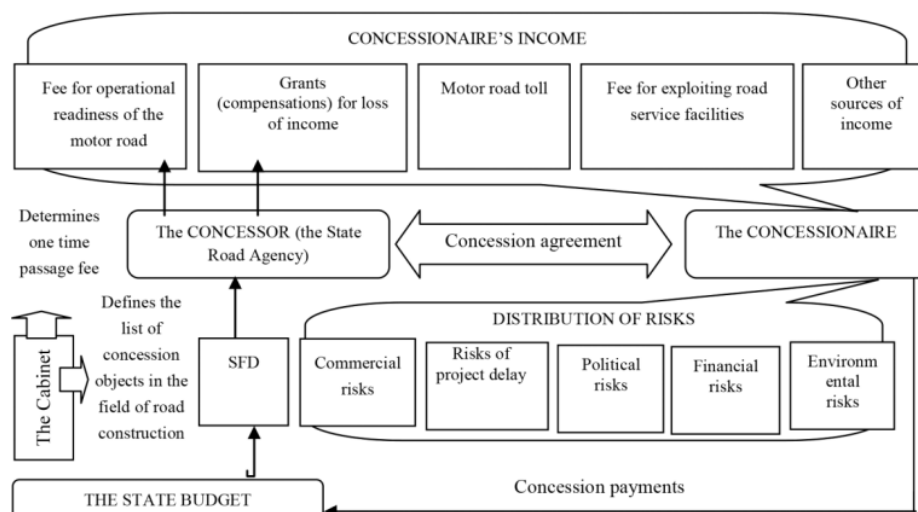 CONCESSIONAIRE'S INCOME
Fee for operational
readiness of the
motor road
Grants
(compensations) for loss
of income
Motor road toll
Fee for exploiting road
service facilities
Other
sources of
income
Determines
one time
passage fee
The CONCESSOR (the State
Road Agency)
Concession agreement
The CONCESSIONAIRE
The Cabinet
Defines the
list of
concession
objects in the
field of road
construction
SFD
DISTRIBUTION OF RISKS
Commercial
risks
Risks of
project delay
Political
risks
Financial
risks
Environm
ental
risks
THE STATE BUDGET
Concession payments